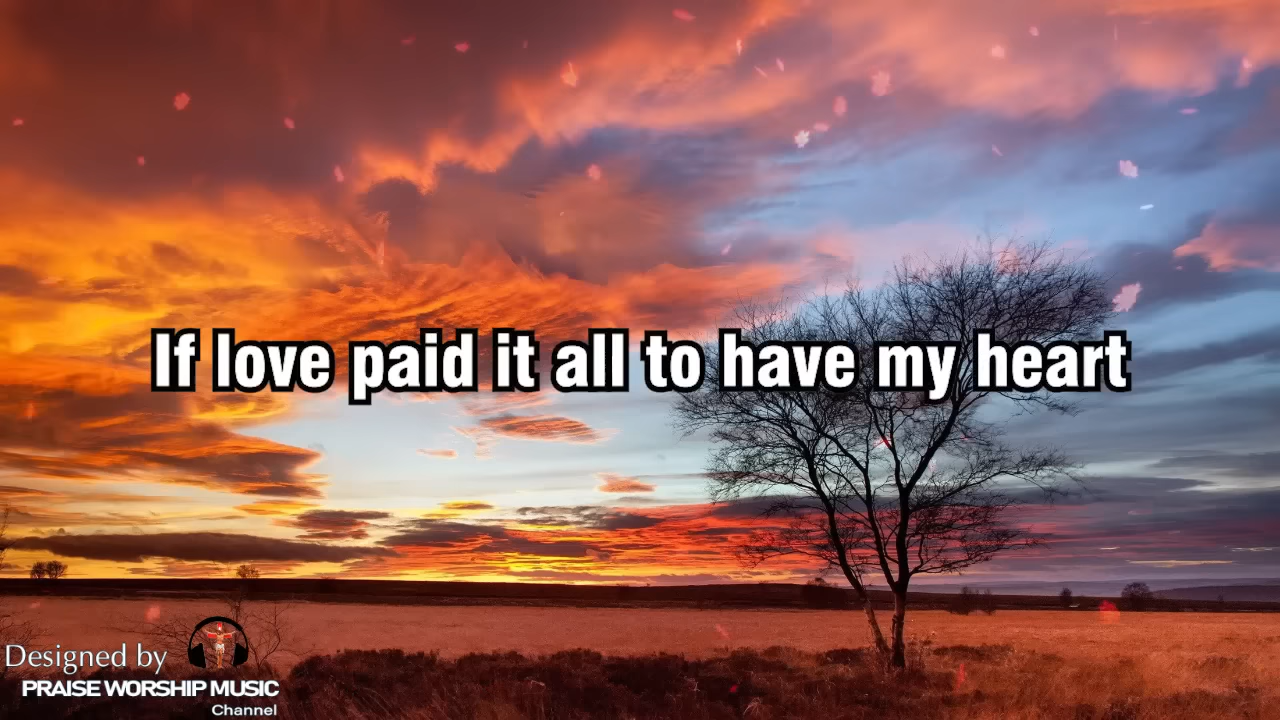 If love paid it all to have my heart
Designed by
PRAISE WORSHIP MUSIC
Channel